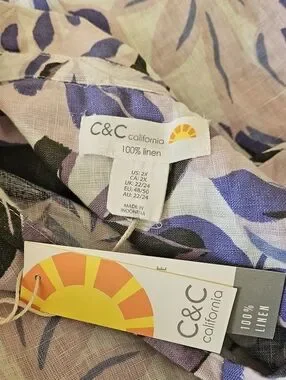 C&C california
100% linen
US: 2X
CA: 2X
UK: 22/24
EU: 48/50
AU: 22/24
MADE IN
INDONESIA
C&C
california
100%
LINEN